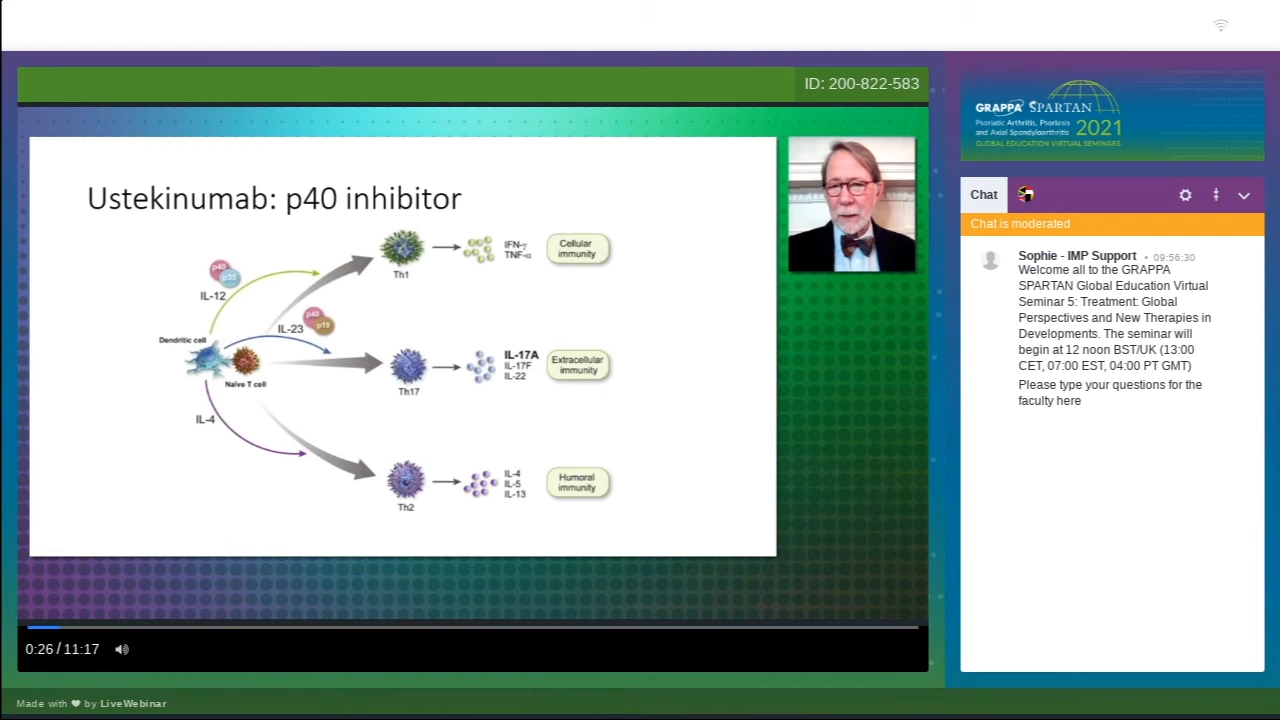 ID: 200-822-583
GRAPPA SPARTAN
Psoriatic Arthritis, Psoriasis
and Axial Spondyloarthritis 2021
GLOBAL EDUCATION VIRTUAL SEMINARS
Ustekinumab: p40 inhibitor
p40
p35
IL-12
Th1
IFN-γ
TNF-α
Cellular
immunity
p40
p19
IL-23
Dendritic cell
Naïve T cell
Th17
IL-17A
IL-17F
IL-22
Extracellular
immunity
IL-4
Th2
IL-4
IL-5
IL-13
Humoral
immunity
0:26 / 11:17
Chat
Chat is moderated
Sophie - IMP Support • 09:56:30
Welcome all to the GRAPPA
SPARTAN Global Education Virtual
Seminar 5: Treatment: Global
Perspectives and New Therapies in
Developments. The seminar will
begin at 12 noon BST/UK (13:00
CET, 07:00 EST, 04:00 PT GMT)
Please type your questions for the
faculty here
Made with ❤ by LiveWebinar